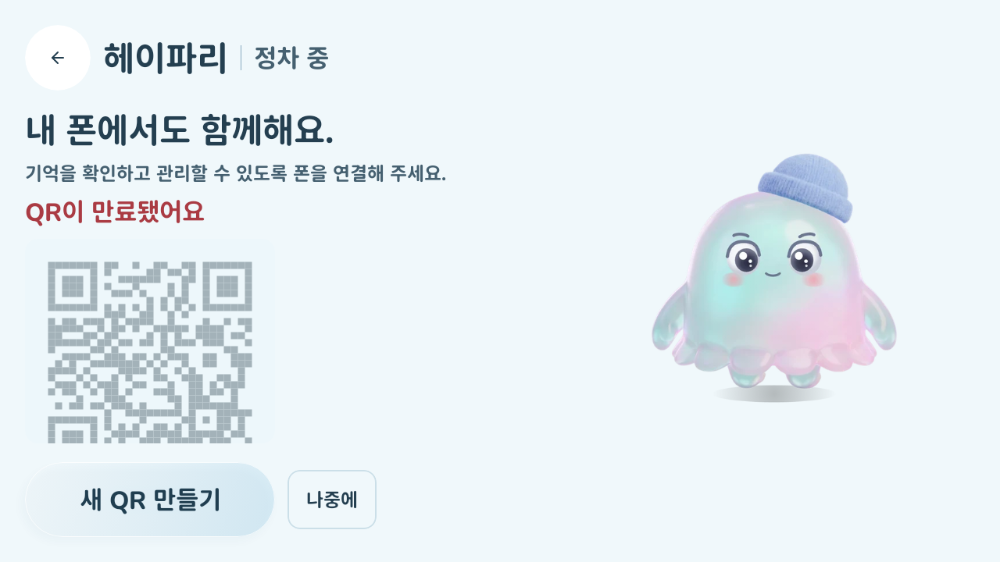 헤이파리 정차 중
내 폰에서도 함께해요.
기억을 확인하고 관리할 수 있도록 폰을 연결해 주세요.
QR이 만료됐어요
새 QR 만들기
나중에